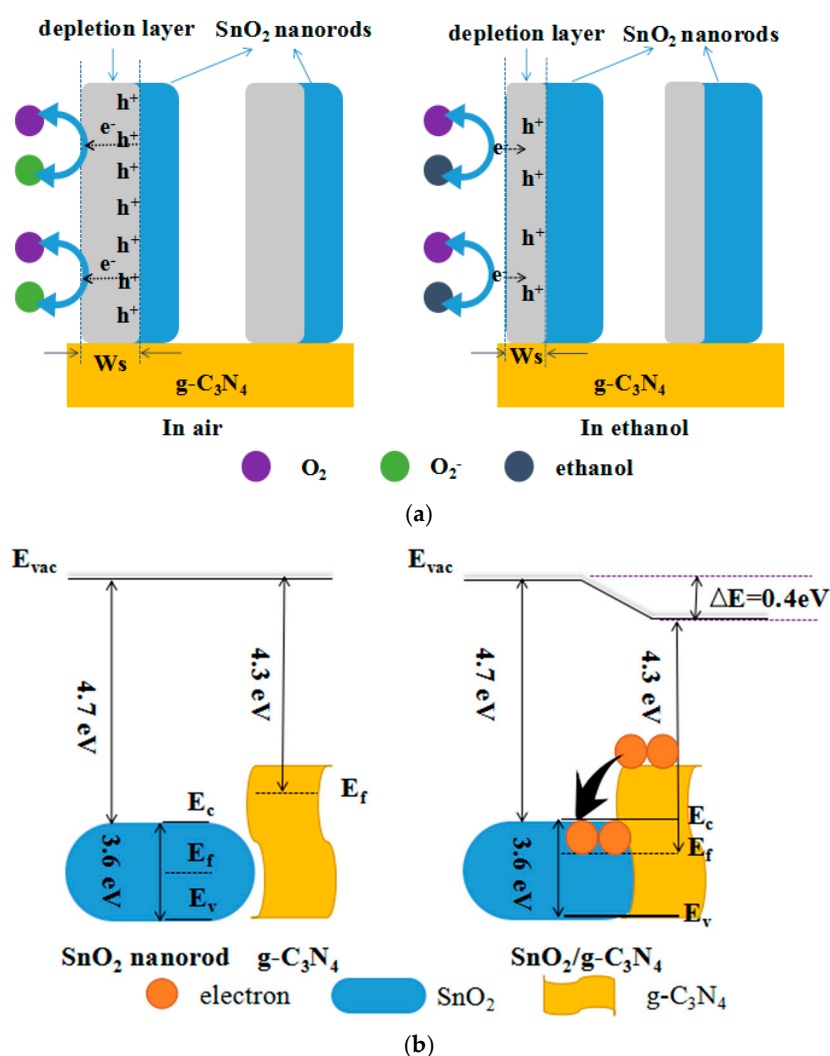 depletion layer SnO₂ nanorods
h⁺
e⁻ h⁺
h⁺
h⁺
h⁺
e⁻ h⁺
h⁺
Ws
g-C₃N₄
In air
depletion layer SnO₂ nanorods
h⁺
e⁻
h⁺
h⁺
e⁻
h⁺
Ws
g-C₃N₄
In ethanol
O₂ O₂⁻ ethanol
(a)
Evac
4.7 eV
4.3 eV
Ef
Ec
3.6 eV
Ef
Ev
SnO₂ nanorod g-C₃N₄
Evac
△E=0.4eV
4.7 eV
4.3 eV
Ec
3.6 eV
Ef
Ev
SnO₂/g-C₃N₄
electron SnO₂ g-C₃N₄
(b)